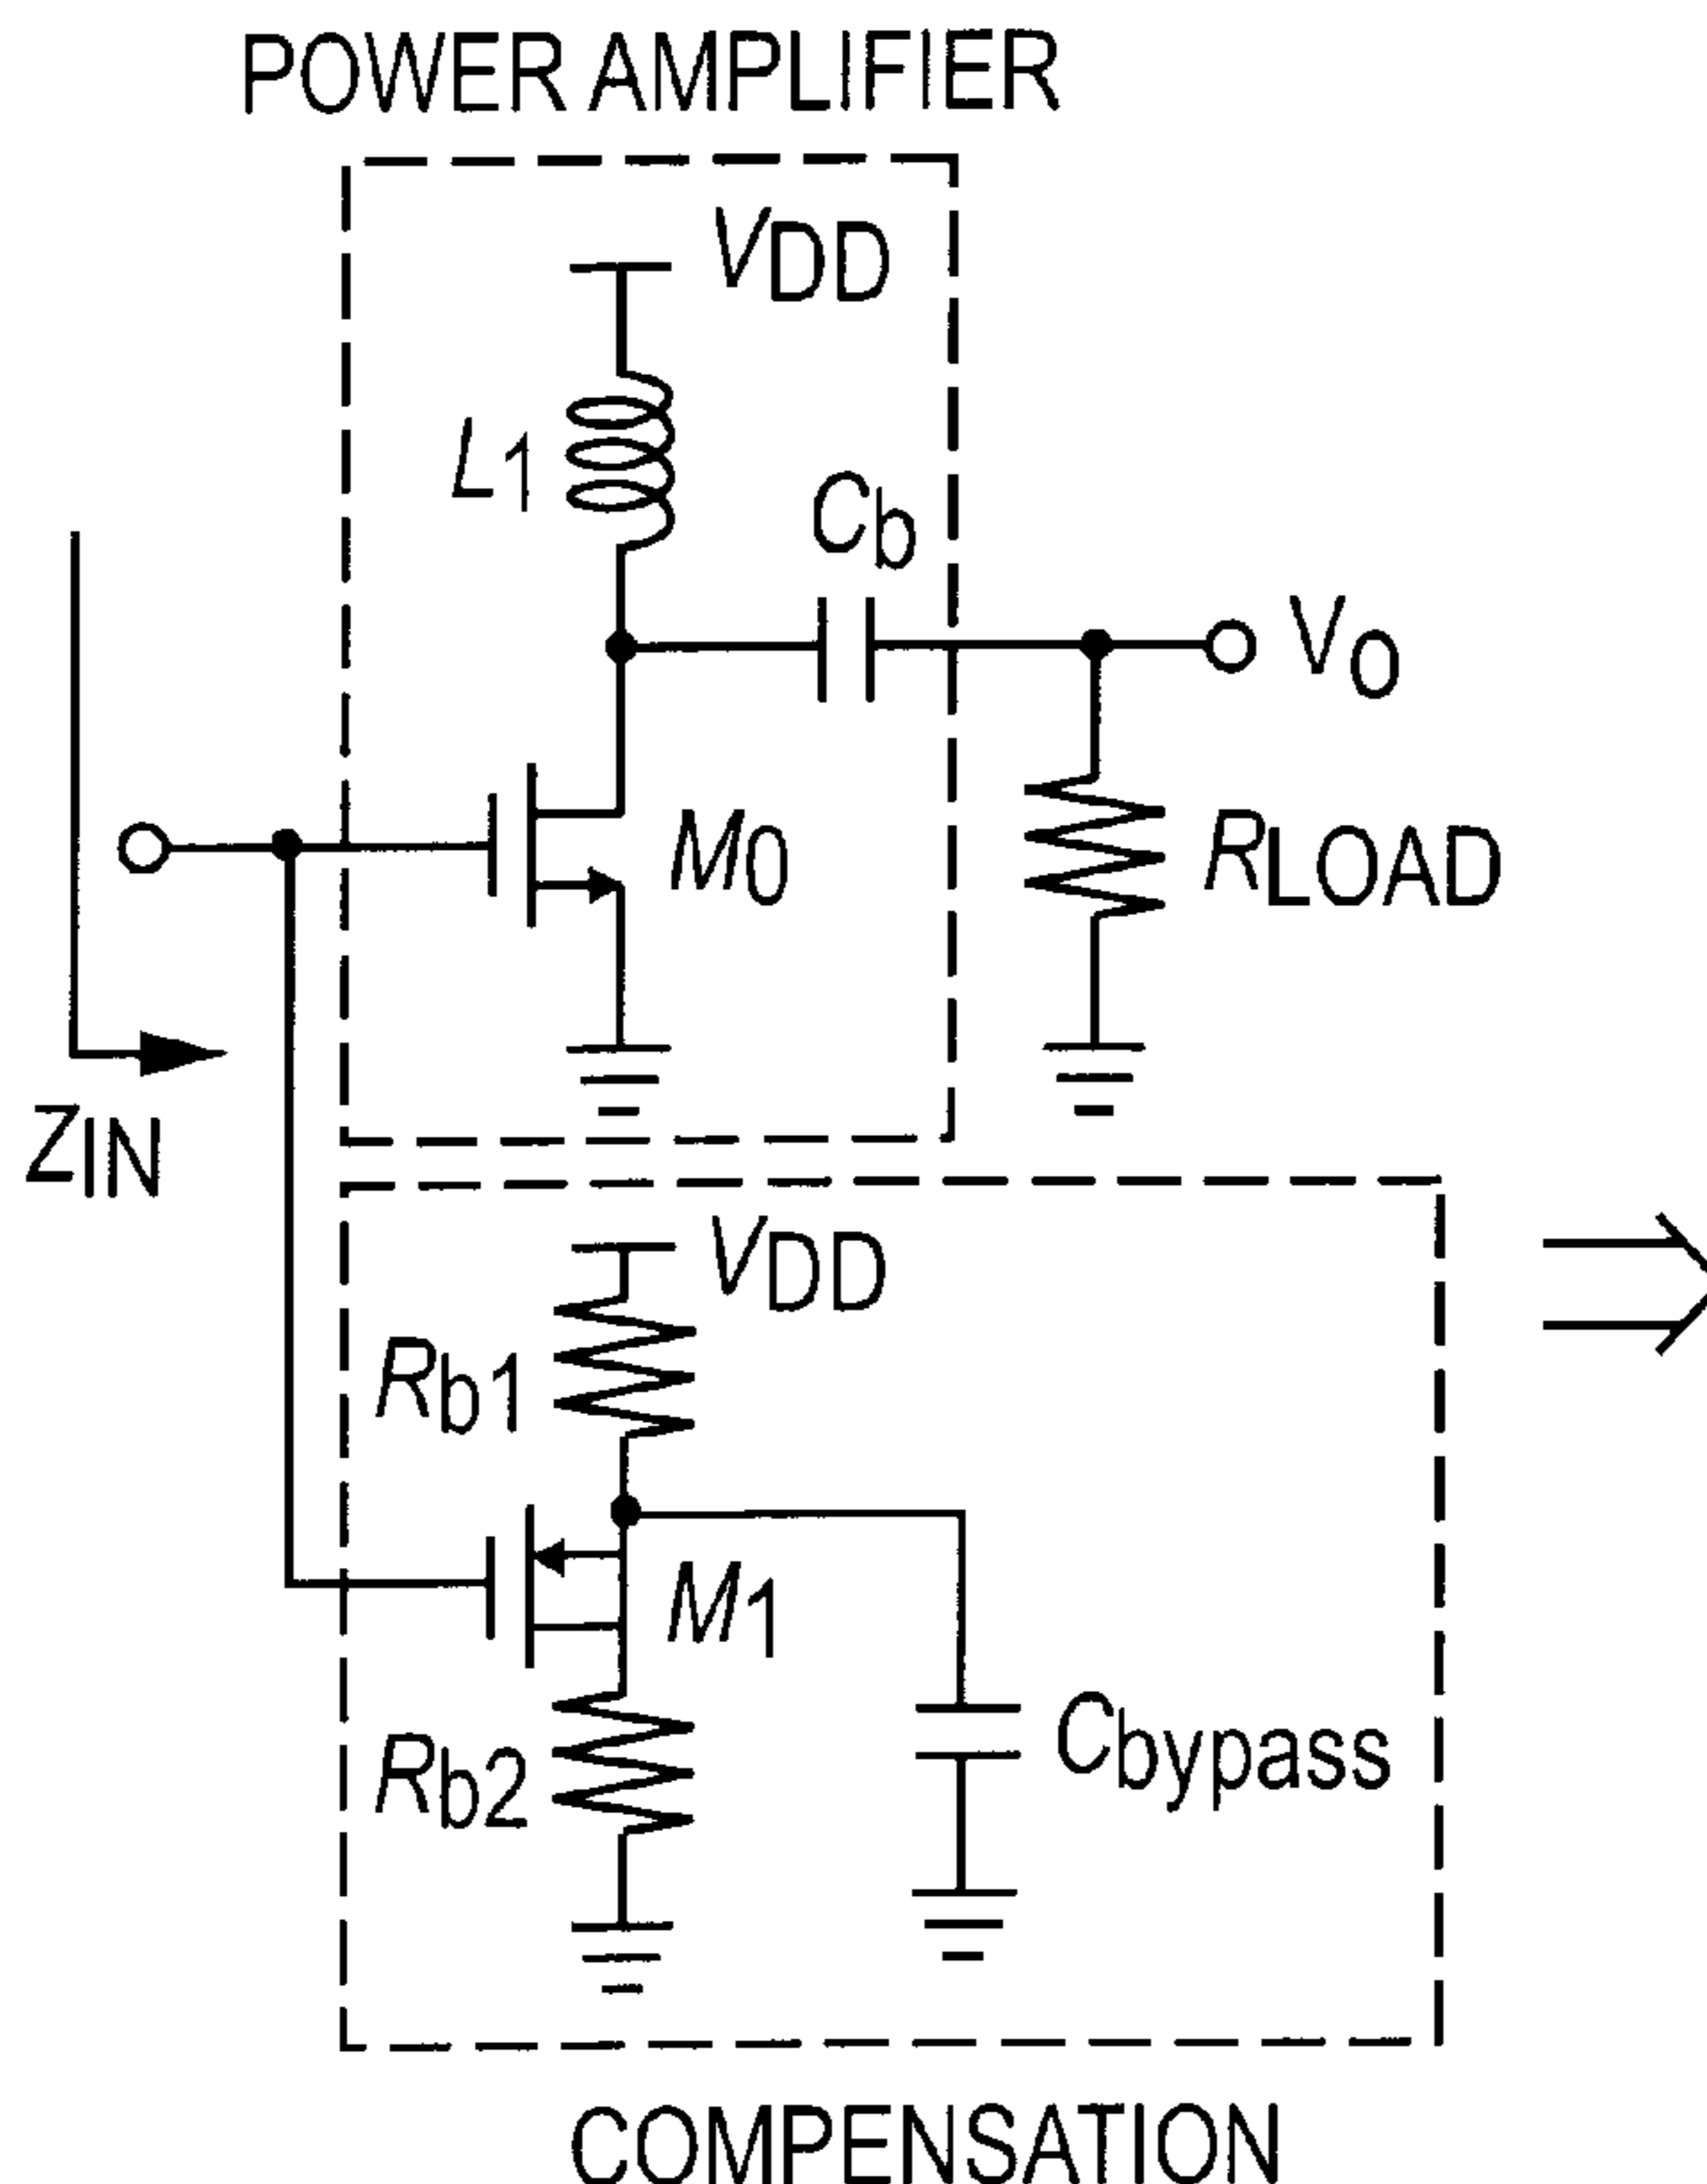 POWER AMPLIFIER
VDD
L1
Cb
VO
M0
RLOAD
ZIN
VDD
Rb1
M1
Rb2
Cbypass
COMPENSATION